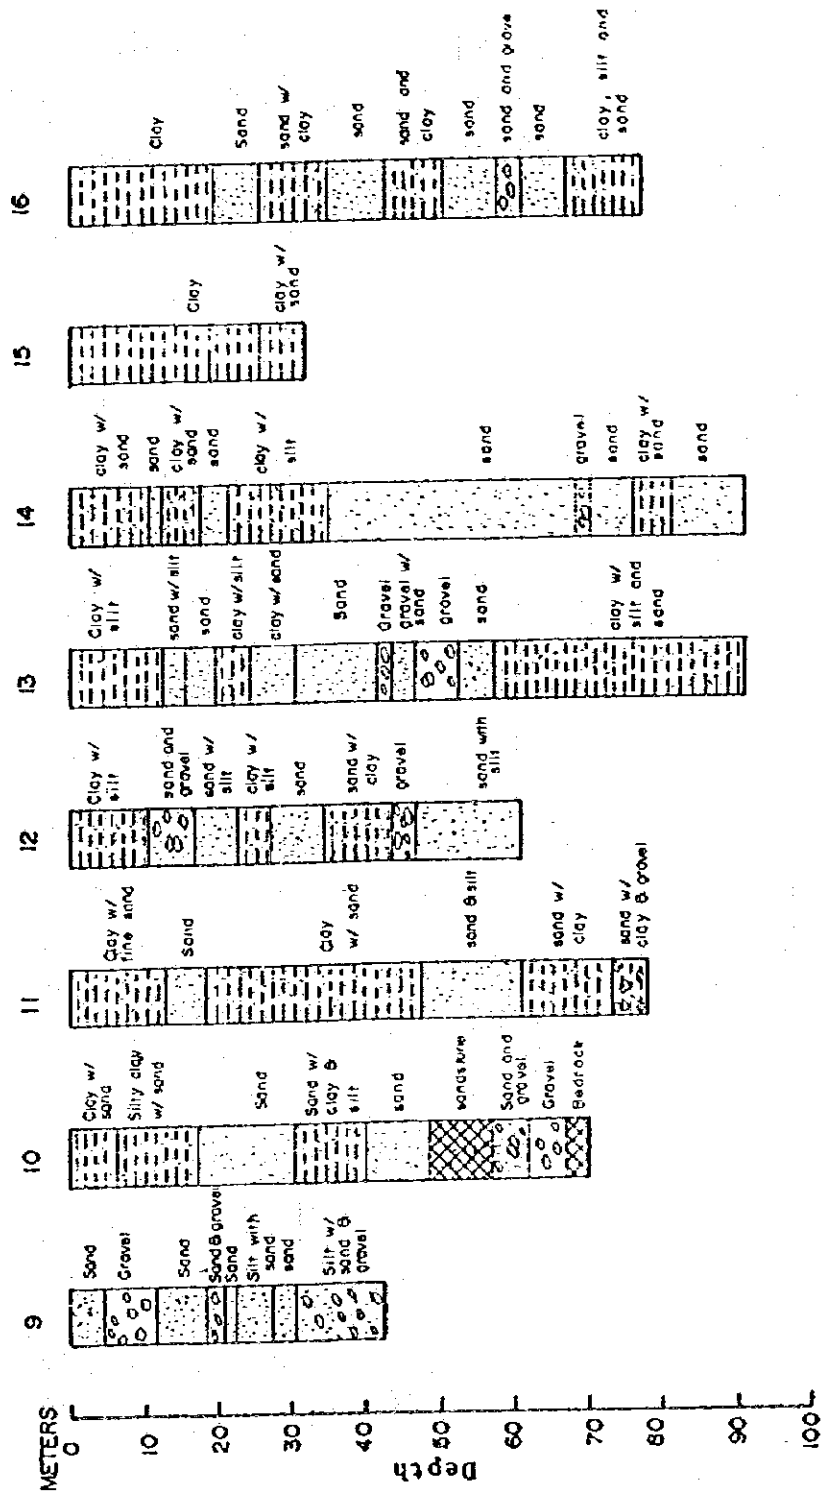 METERS
0
10
20
30
40
50
60
70
80
90
100
Depth
9
Sand
Gravel
Sand
Sand & gravel
Sand
Silt with
sand
sand
Silt w/
sand &
gravel
10
Clay w/
sand
Silty clay
w/ sand
Sand
Sand w/
clay &
silt
sand
sandstone
Sand and
gravel
Gravel
Bedrock
11
Clay w/
fine sand
Sand
Clay
w/ sand
sand & silt
sand w/
clay
sand w/
clay & gravel
12
Clay w/
silt
sand and
gravel
sand w/
silt
clay w/
silt
sand
sand w/
clay
gravel
sand with
silt
13
Clay w/
silt
sand w/ silt
sand
clay w/ silt
clay w/ sand
Sand
Gravel
gravel w/
sand
gravel
sand
clay w/
silt and
sand
14
clay w/
sand
sand
clay w/
sand
sand
clay w/
silt
sand
gravel
sand
clay w/
sand
sand
15
Clay
clay w/
sand
16
Clay
Sand
sand w/
clay
sand
sand and
clay
sand
sand and grave
sand
clay, silt and
sand